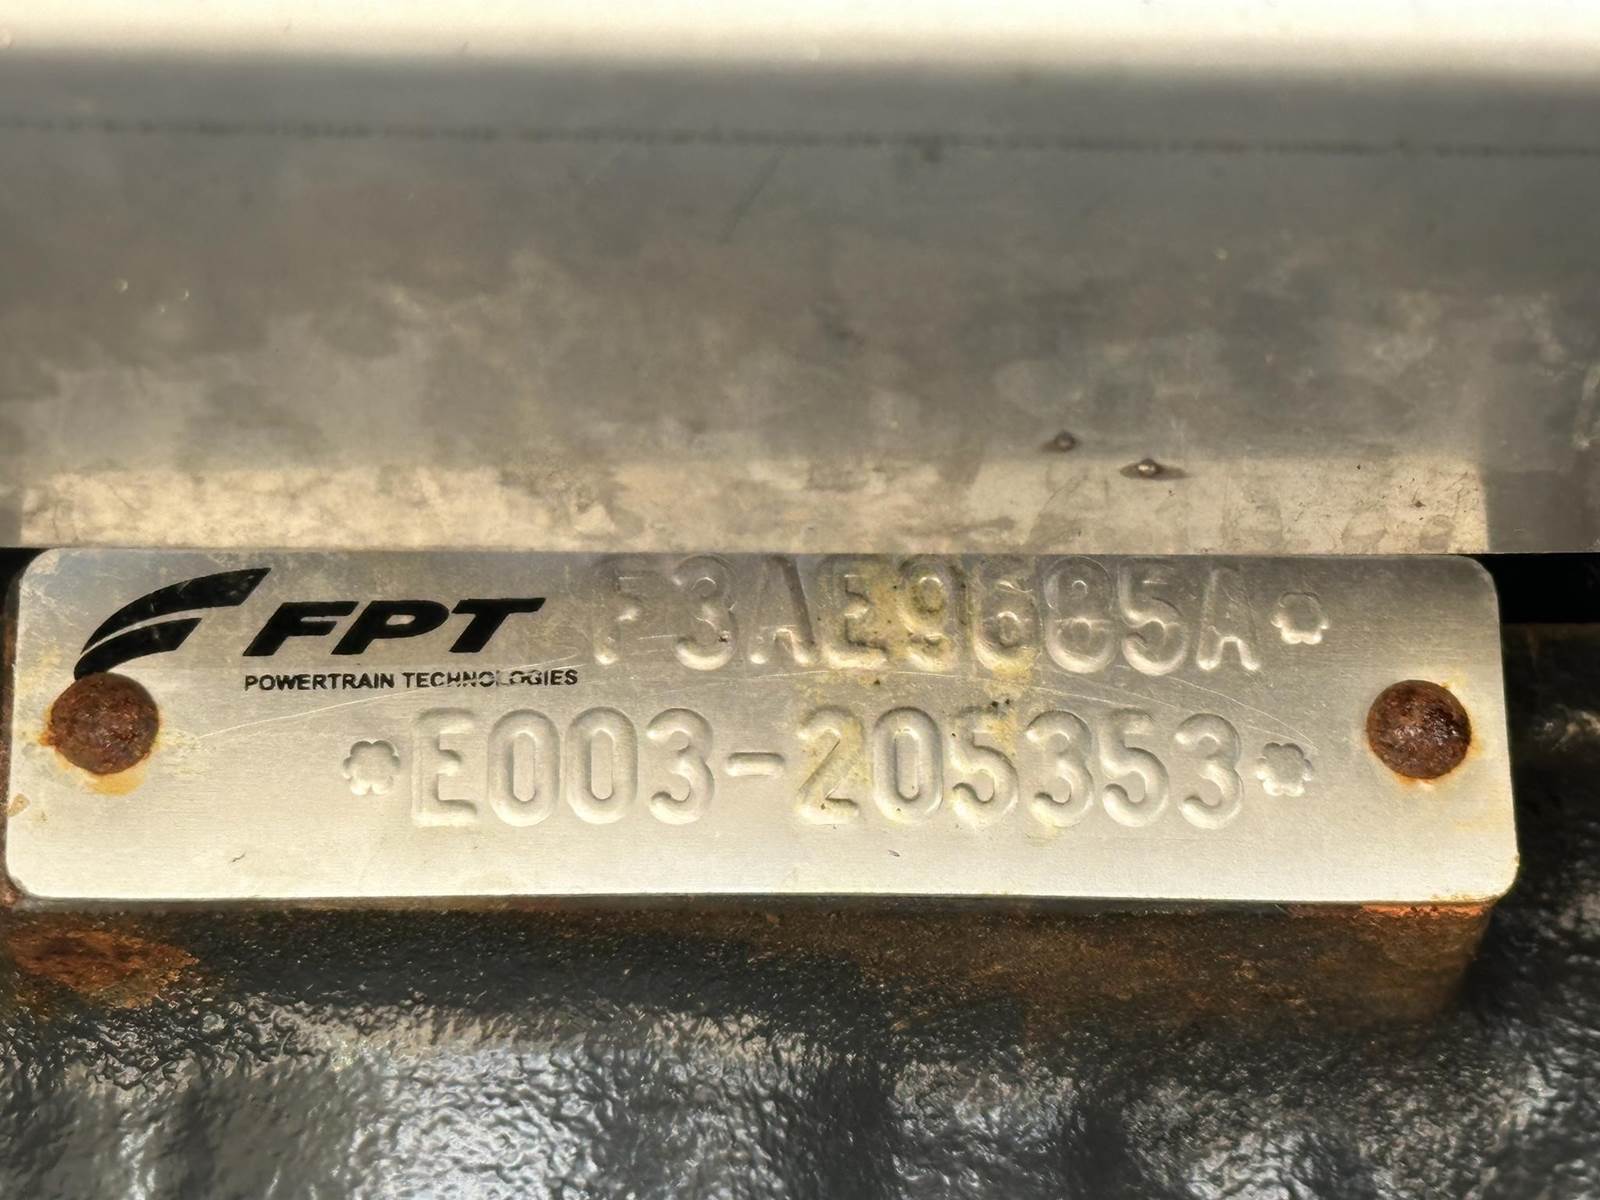 FPT F3AE9685A*
POWERTRAIN TECHNOLOGIES
*E003-205353*